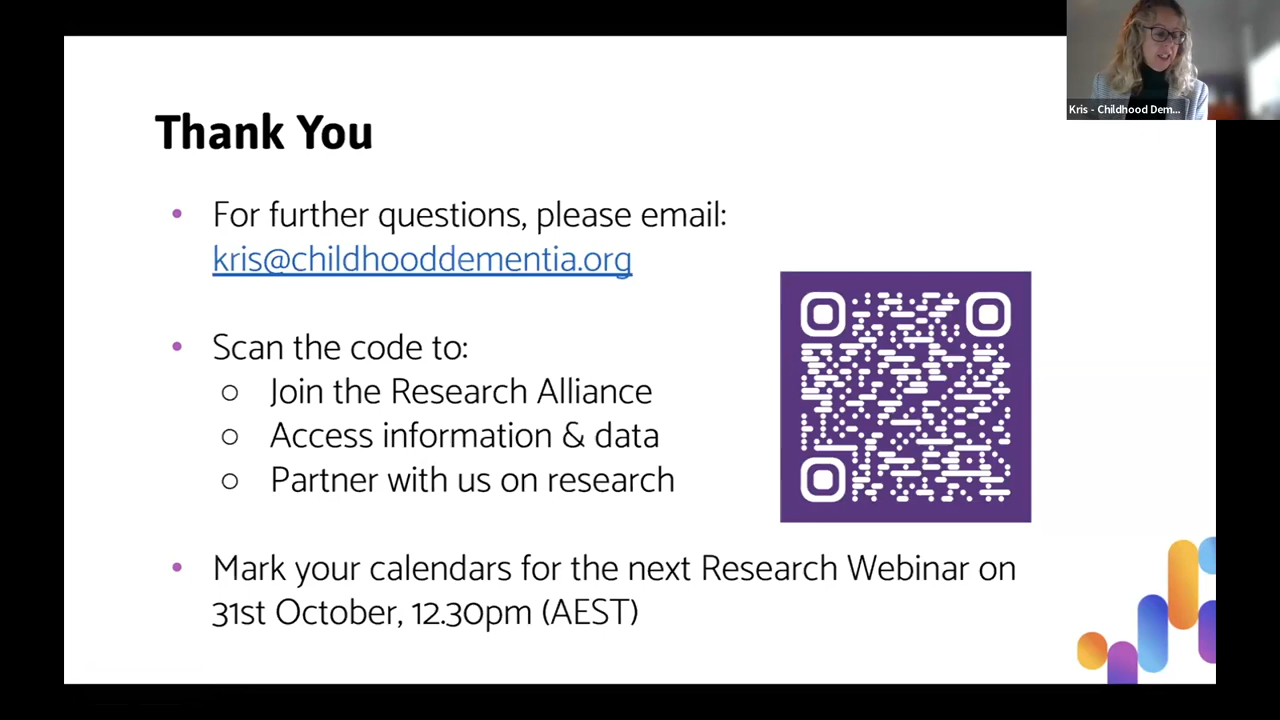 Kris - Childhood Dem...
Thank You
• For further questions, please email:
kris@childhooddementia.org
• Scan the code to:
○ Join the Research Alliance
○ Access information & data
○ Partner with us on research
• Mark your calendars for the next Research Webinar on
31st October, 12.30pm (AEST)